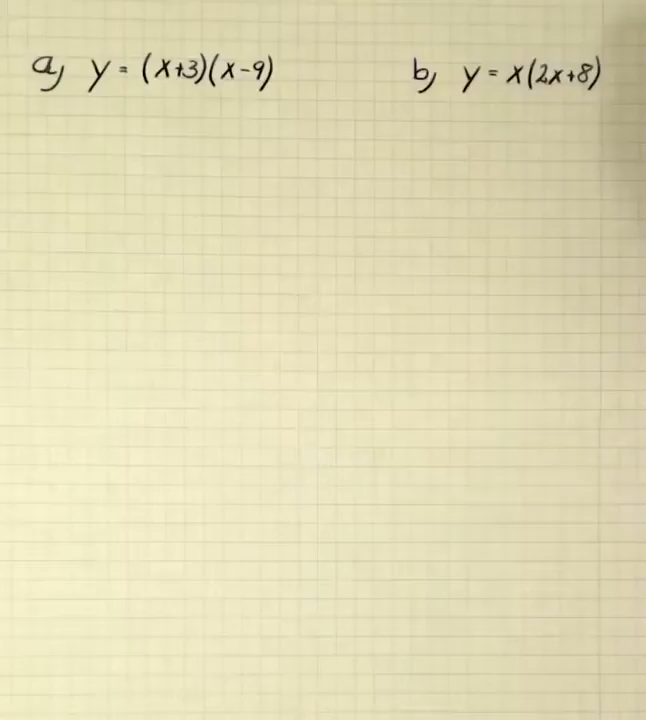 a) y = (x+3)(x-9) b) y = x(2x+8)